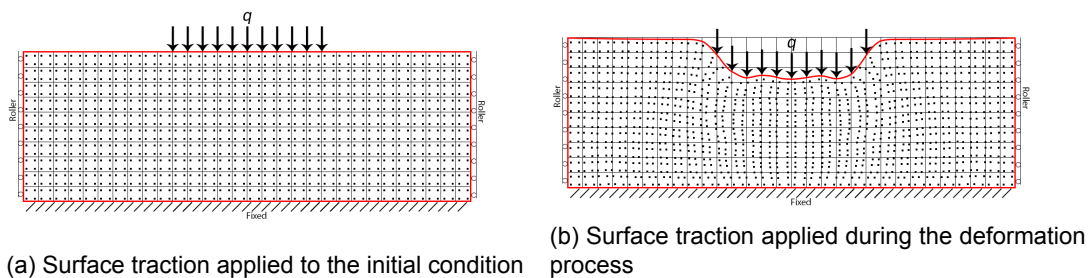 q
Roller
Roller
Fixed
(a) Surface traction applied to the initial condition
q
Roller
Roller
Fixed
(b) Surface traction applied during the deformation
process